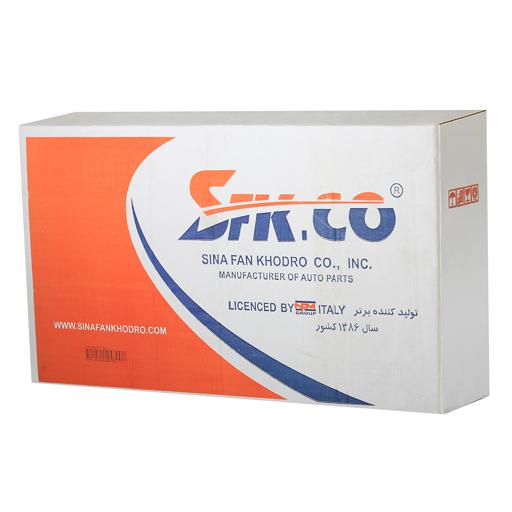 SFK.CO ®
SINA FAN KHODRO CO., INC.
MANUFACTURER OF AUTO PARTS
LICENCED BY NPM GROUP ITALY تولید کننده برتر
سال ۱۳۸۶ کشور
WWW.SINAFANKHODRO.COM